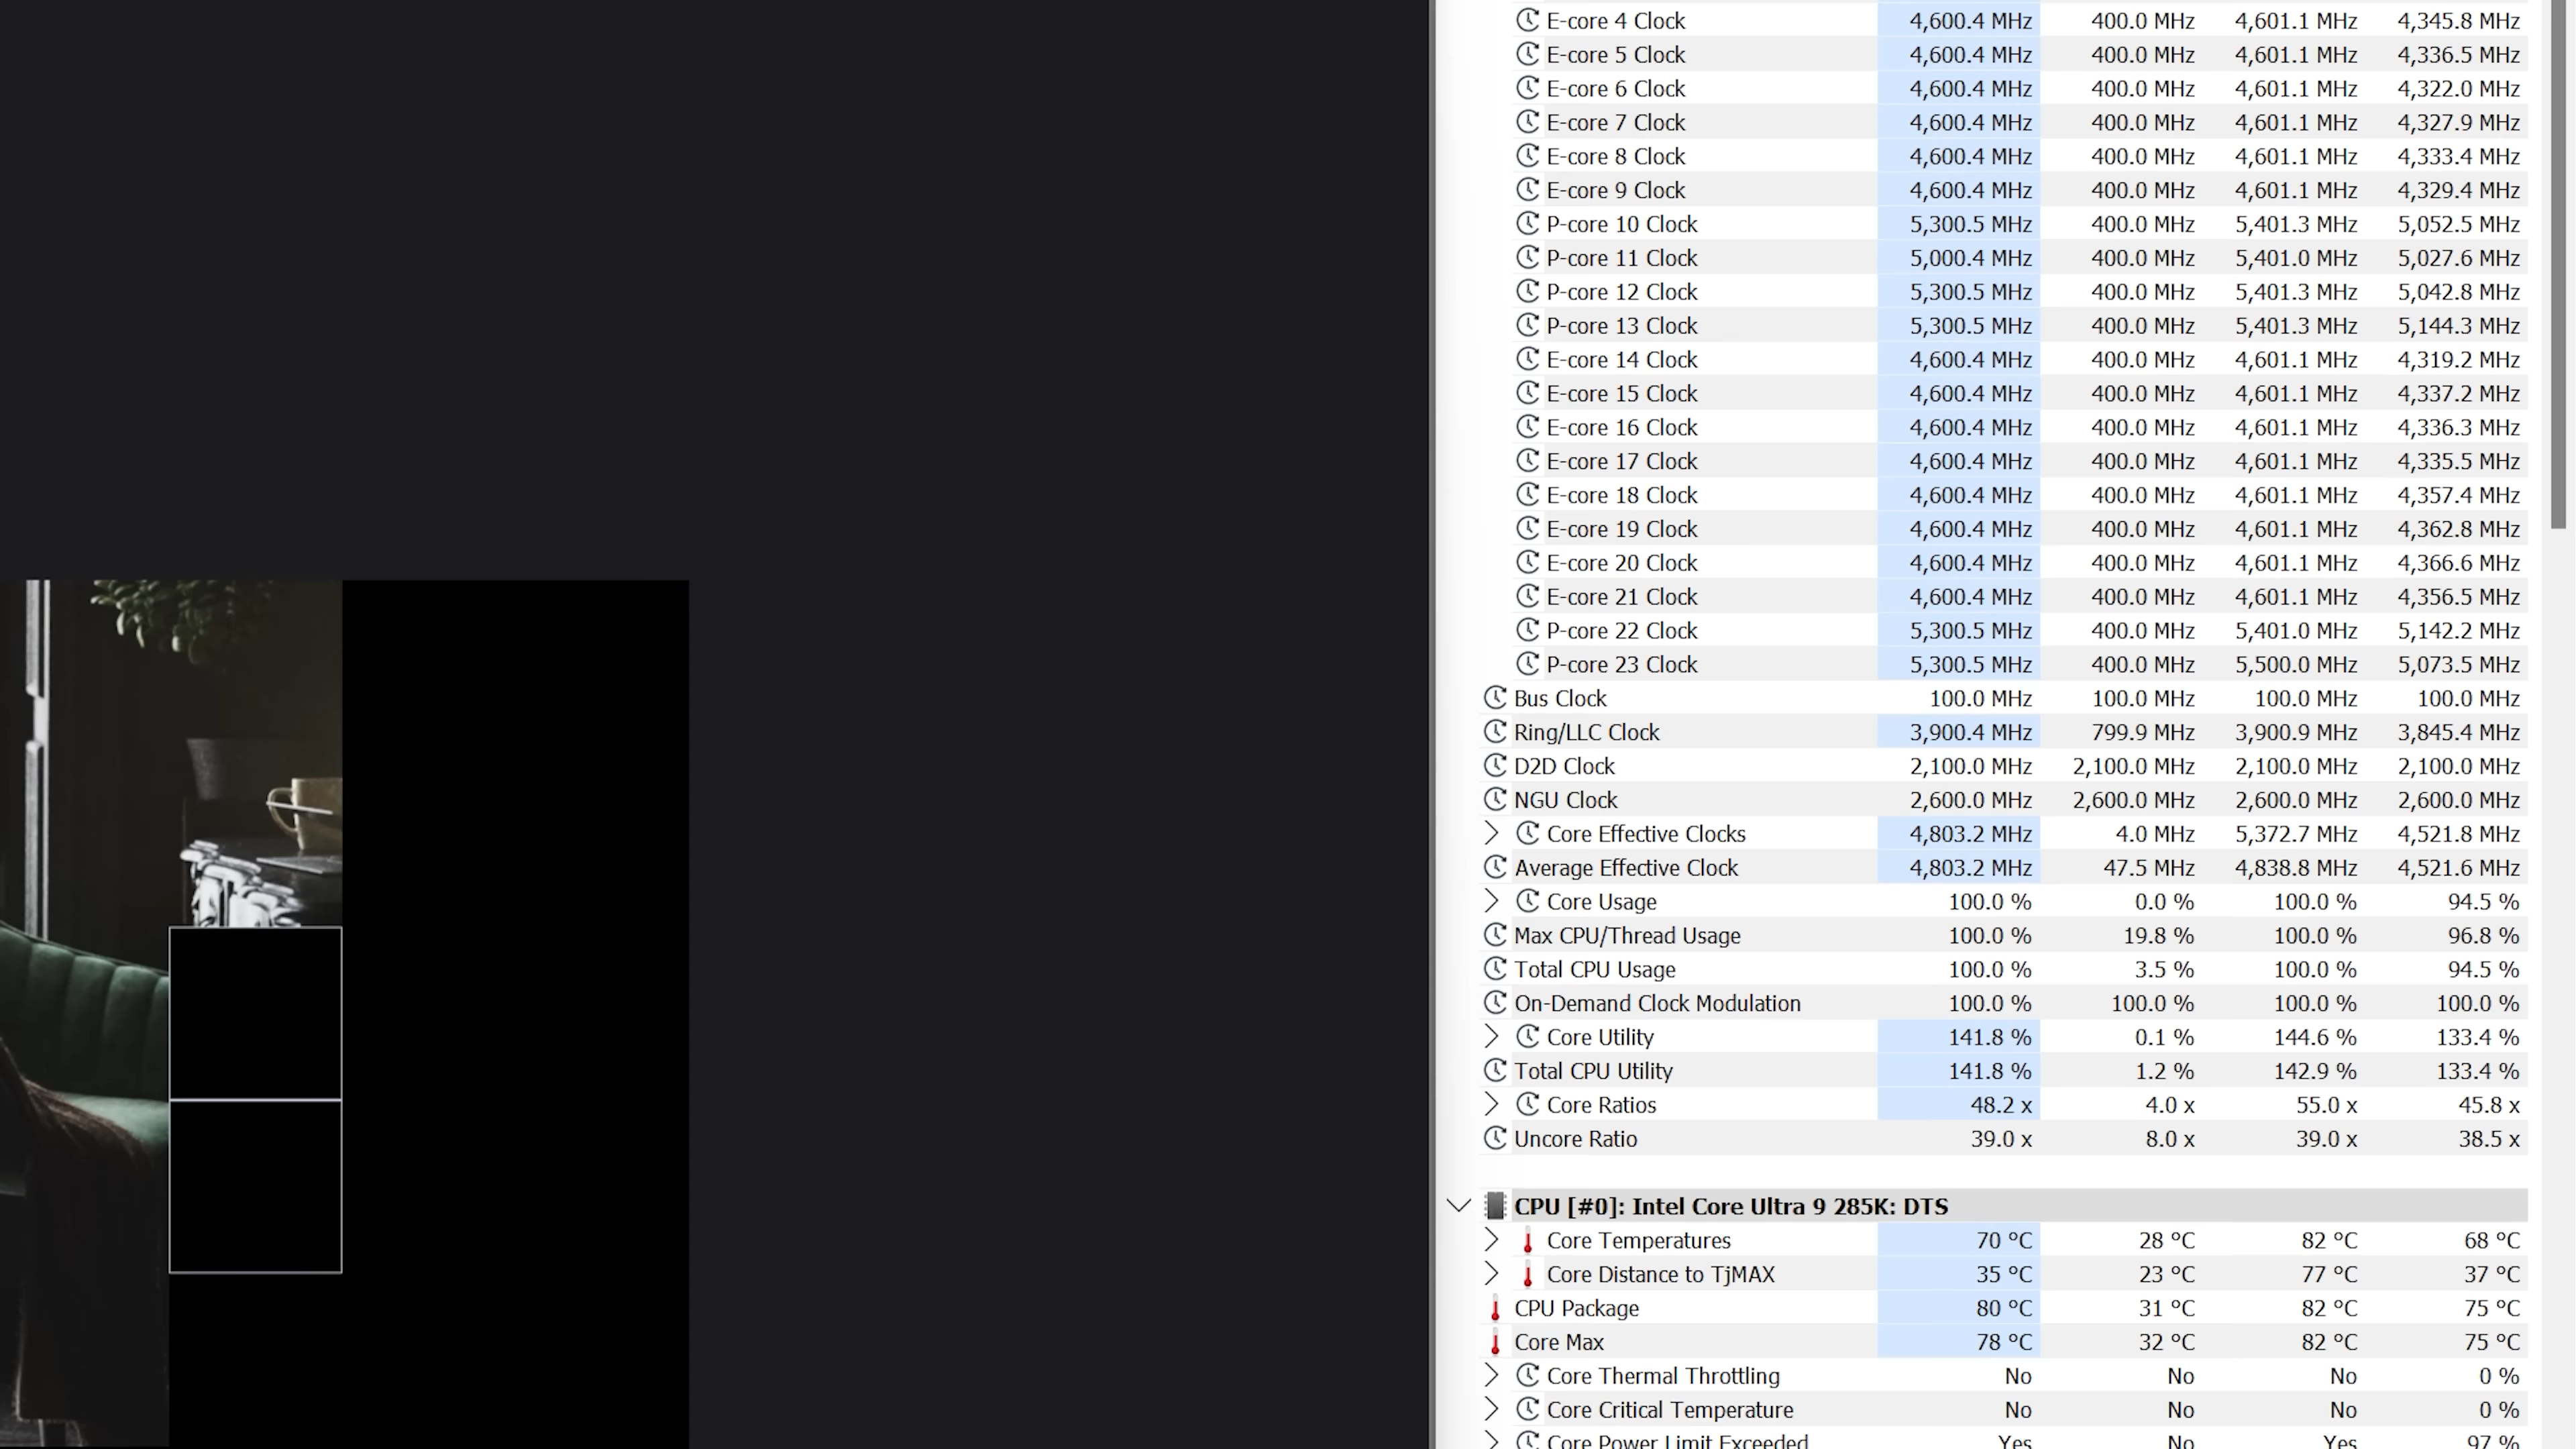 E-core 4 Clock 4,600.4 MHz 400.0 MHz 4,601.1 MHz 4,345.8 MHz
E-core 5 Clock 4,600.4 MHz 400.0 MHz 4,601.1 MHz 4,336.5 MHz
E-core 6 Clock 4,600.4 MHz 400.0 MHz 4,601.1 MHz 4,322.0 MHz
E-core 7 Clock 4,600.4 MHz 400.0 MHz 4,601.1 MHz 4,327.9 MHz
E-core 8 Clock 4,600.4 MHz 400.0 MHz 4,601.1 MHz 4,333.4 MHz
E-core 9 Clock 4,600.4 MHz 400.0 MHz 4,601.1 MHz 4,329.4 MHz
P-core 10 Clock 5,300.5 MHz 400.0 MHz 5,401.3 MHz 5,052.5 MHz
P-core 11 Clock 5,000.4 MHz 400.0 MHz 5,401.0 MHz 5,027.6 MHz
P-core 12 Clock 5,300.5 MHz 400.0 MHz 5,401.3 MHz 5,042.8 MHz
P-core 13 Clock 5,300.5 MHz 400.0 MHz 5,401.3 MHz 5,144.3 MHz
E-core 14 Clock 4,600.4 MHz 400.0 MHz 4,601.1 MHz 4,319.2 MHz
E-core 15 Clock 4,600.4 MHz 400.0 MHz 4,601.1 MHz 4,337.2 MHz
E-core 16 Clock 4,600.4 MHz 400.0 MHz 4,601.1 MHz 4,336.3 MHz
E-core 17 Clock 4,600.4 MHz 400.0 MHz 4,601.1 MHz 4,335.5 MHz
E-core 18 Clock 4,600.4 MHz 400.0 MHz 4,601.1 MHz 4,357.4 MHz
E-core 19 Clock 4,600.4 MHz 400.0 MHz 4,601.1 MHz 4,362.8 MHz
E-core 20 Clock 4,600.4 MHz 400.0 MHz 4,601.1 MHz 4,366.6 MHz
E-core 21 Clock 4,600.4 MHz 400.0 MHz 4,601.1 MHz 4,356.5 MHz
P-core 22 Clock 5,300.5 MHz 400.0 MHz 5,401.0 MHz 5,142.2 MHz
P-core 23 Clock 5,300.5 MHz 400.0 MHz 5,500.0 MHz 5,073.5 MHz
Bus Clock 100.0 MHz 100.0 MHz 100.0 MHz 100.0 MHz
Ring/LLC Clock 3,900.4 MHz 799.9 MHz 3,900.9 MHz 3,845.4 MHz
D2D Clock 2,100.0 MHz 2,100.0 MHz 2,100.0 MHz 2,100.0 MHz
NGU Clock 2,600.0 MHz 2,600.0 MHz 2,600.0 MHz 2,600.0 MHz
Core Effective Clocks 4,803.2 MHz 4.0 MHz 5,372.7 MHz 4,521.8 MHz
Average Effective Clock 4,803.2 MHz 47.5 MHz 4,838.8 MHz 4,521.6 MHz
Core Usage 100.0 % 0.0 % 100.0 % 94.5 %
Max CPU/Thread Usage 100.0 % 19.8 % 100.0 % 96.8 %
Total CPU Usage 100.0 % 3.5 % 100.0 % 94.5 %
On-Demand Clock Modulation 100.0 % 100.0 % 100.0 % 100.0 %
Core Utility 141.8 % 0.1 % 144.6 % 133.4 %
Total CPU Utility 141.8 % 1.2 % 142.9 % 133.4 %
Core Ratios 48.2 x 4.0 x 55.0 x 45.8 x
Uncore Ratio 39.0 x 8.0 x 39.0 x 38.5 x
CPU [#0]: Intel Core Ultra 9 285K: DTS
Core Temperatures 70 °C 28 °C 82 °C 68 °C
Core Distance to TjMAX 35 °C 23 °C 77 °C 37 °C
CPU Package 80 °C 31 °C 82 °C 75 °C
Core Max 78 °C 32 °C 82 °C 75 °C
Core Thermal Throttling No No No 0 %
Core Critical Temperature No No No 0 %
Core Power Limit Exceeded Yes No Yes 97 %